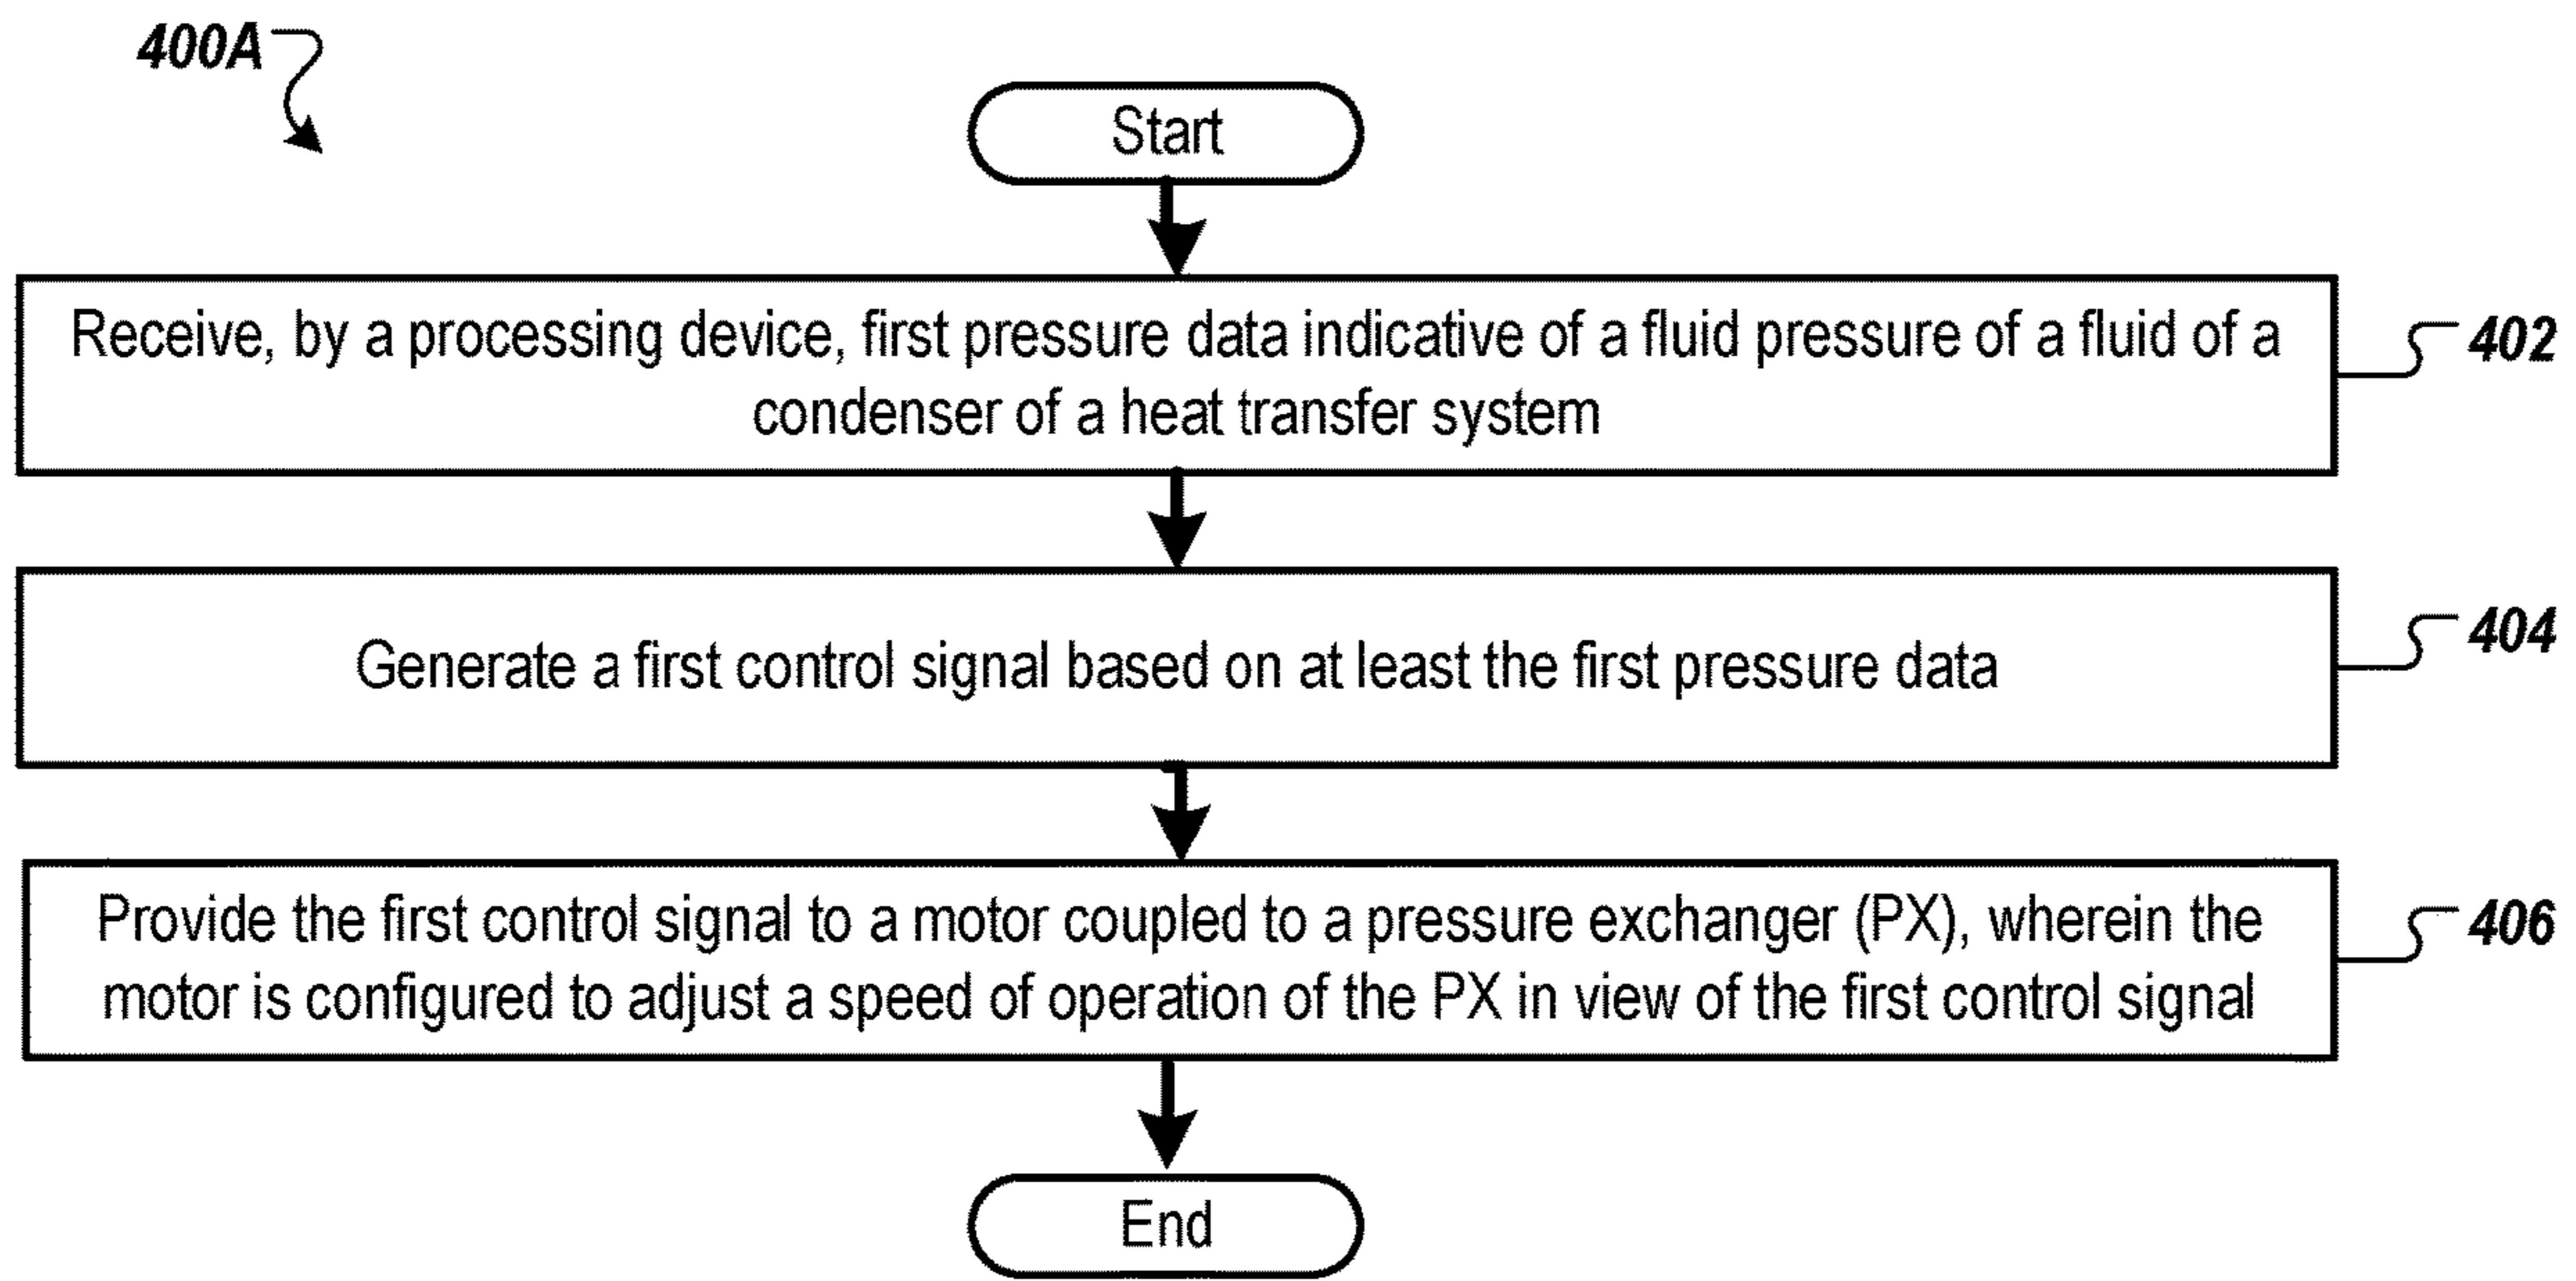 400A
Start
Receive, by a processing device, first pressure data indicative of a fluid pressure of a fluid of a
condenser of a heat transfer system
402
Generate a first control signal based on at least the first pressure data
404
Provide the first control signal to a motor coupled to a pressure exchanger (PX), wherein the
motor is configured to adjust a speed of operation of the PX in view of the first control signal
406
End